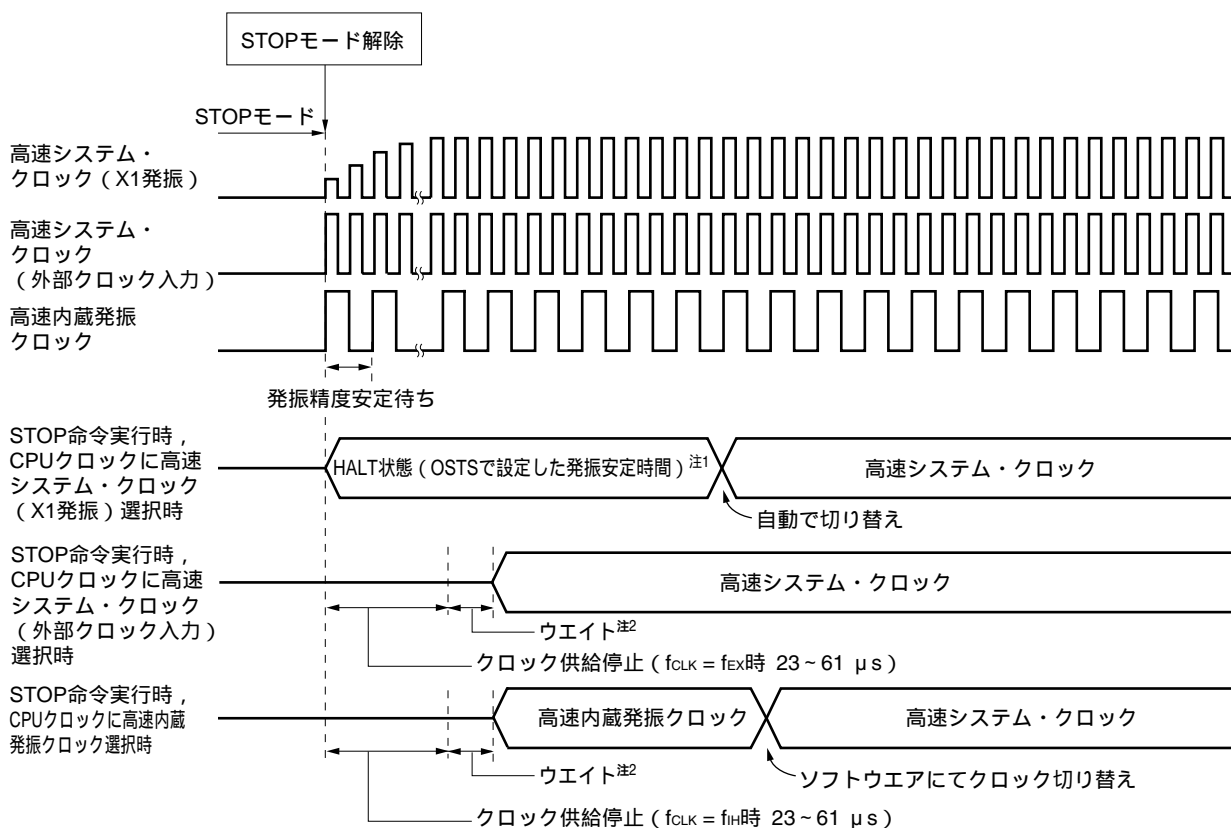 STOPモード解除
STOPモード
高速システム・
クロック（X1発振）
高速システム・
クロック
（外部クロック入力）
高速内蔵発振
クロック
発振精度安定待ち
STOP命令実行時，
CPUクロックに高速
システム・クロック
（X1発振）選択時
HALT状態（OSTSで設定した発振安定時間）注1
高速システム・クロック
自動で切り替え
STOP命令実行時，
CPUクロックに高速
システム・クロック
（外部クロック入力）
選択時
高速システム・クロック
ウエイト注2
クロック供給停止（fCLK = fEX時 23～61 μs）
STOP命令実行時，
CPUクロックに高速内蔵
発振クロック選択時
高速内蔵発振クロック
高速システム・クロック
ウエイト注2
ソフトウエアにてクロック切り替え
クロック供給停止（fCLK = fIH時 23～61 μs）